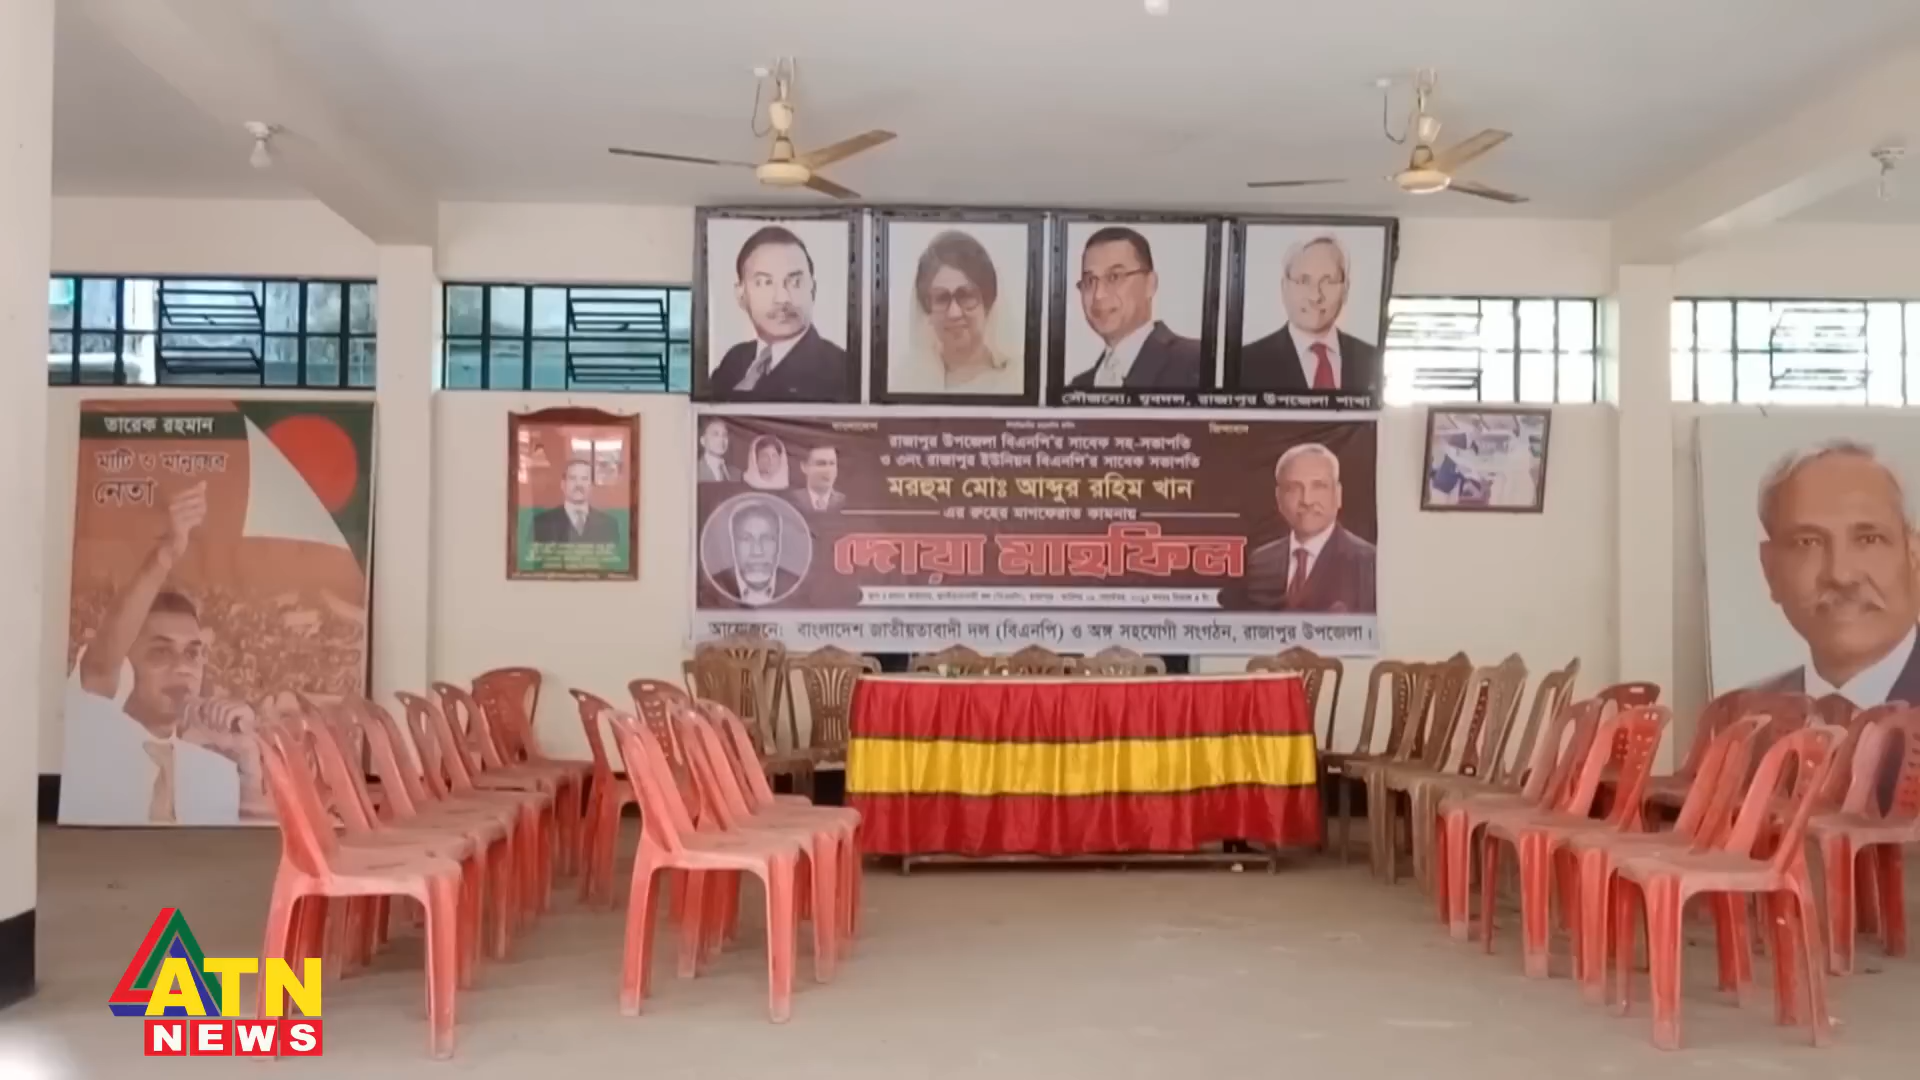 সৌজন্যে: যুবদল, রাজাপুর উপজেলা শাখা
তারেক রহমান
মাটি ও মানুষের
নেতা
বাংলাদেশ
জিন্দাবাদ
রাজাপুর উপজেলা বিএনপি'র সাবেক সহ-সভাপতি
ও ৩নং রাজাপুর ইউনিয়ন বিএনপি'র সাবেক সভাপতি
মরহুম মোঃ আব্দুর রহিম খান
এর রুহের মাগফেরাত কামনায়
দোয়া মাহফিল
আয়োজনে: বাংলাদেশ জাতীয়তাবাদী দল (বিএনপি) ও অঙ্গ সহযোগী সংগঠন, রাজাপুর উপজেলা।
ATN
NEWS